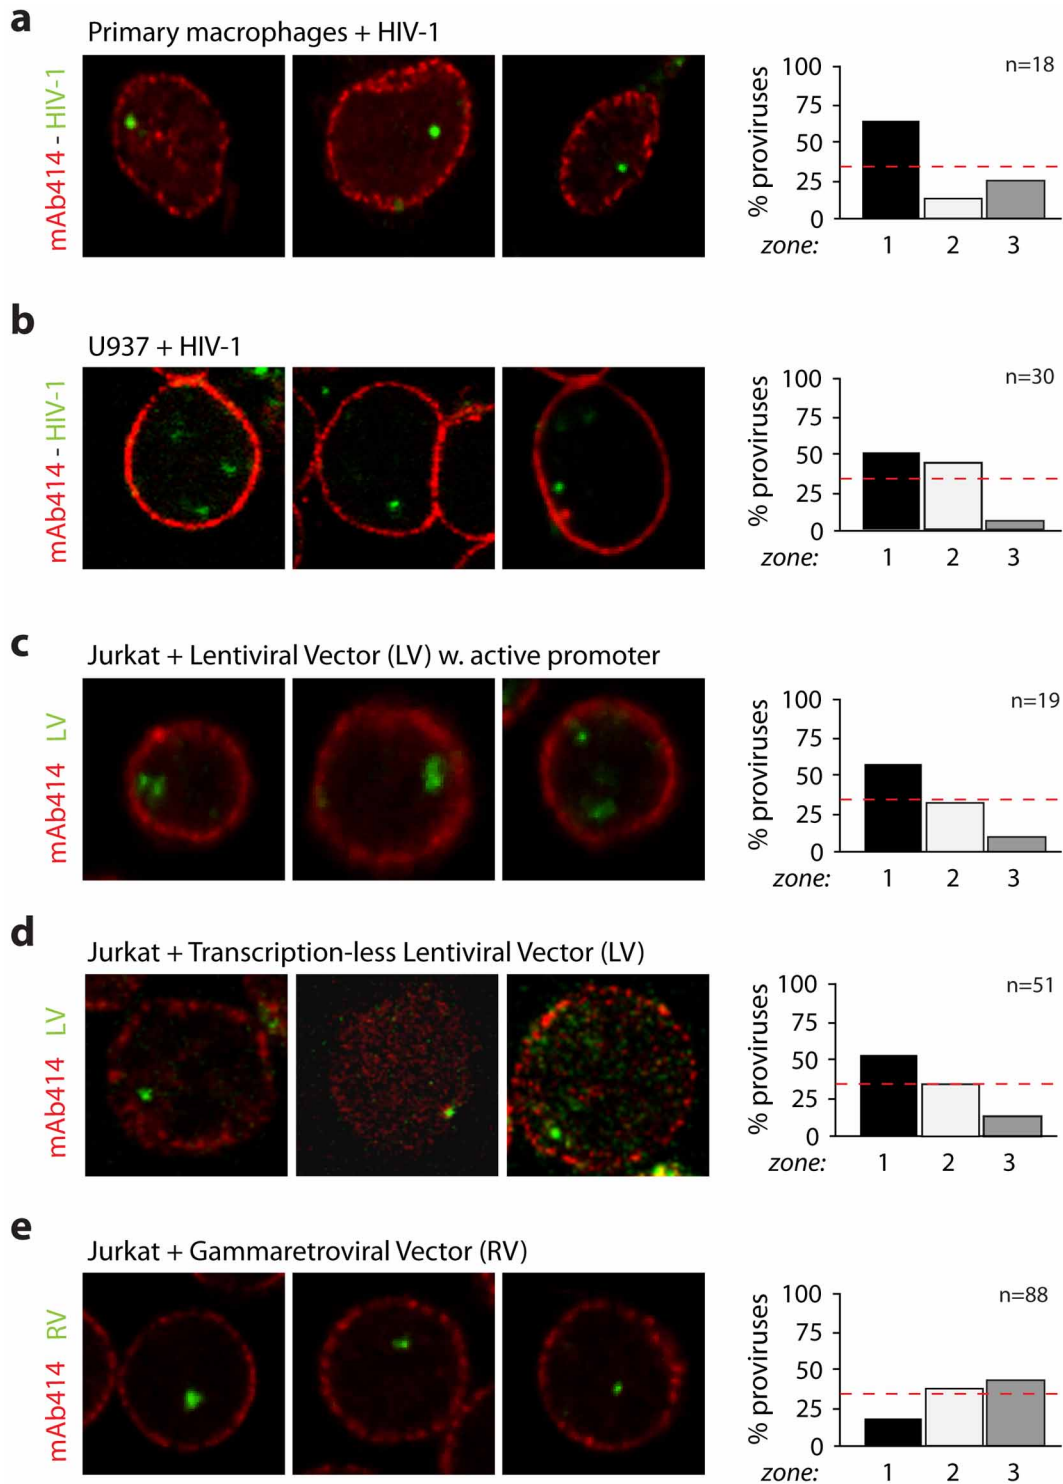 a
Primary macrophages + HIV-1
mAb414 - HIV-1
n=18
% proviruses
100
75
50
25
0
zone: 1 2 3
b
U937 + HIV-1
mAb414 - HIV-1
n=30
% proviruses
100
75
50
25
0
zone: 1 2 3
c
Jurkat + Lentiviral Vector (LV) w. active promoter
mAb414 LV
n=19
% proviruses
100
75
50
25
0
zone: 1 2 3
d
Jurkat + Transcription-less Lentiviral Vector (LV)
mAb414 LV
n=51
% proviruses
100
75
50
25
0
zone: 1 2 3
e
Jurkat + Gammaretroviral Vector (RV)
mAb414 RV
n=88
% proviruses
100
75
50
25
0
zone: 1 2 3